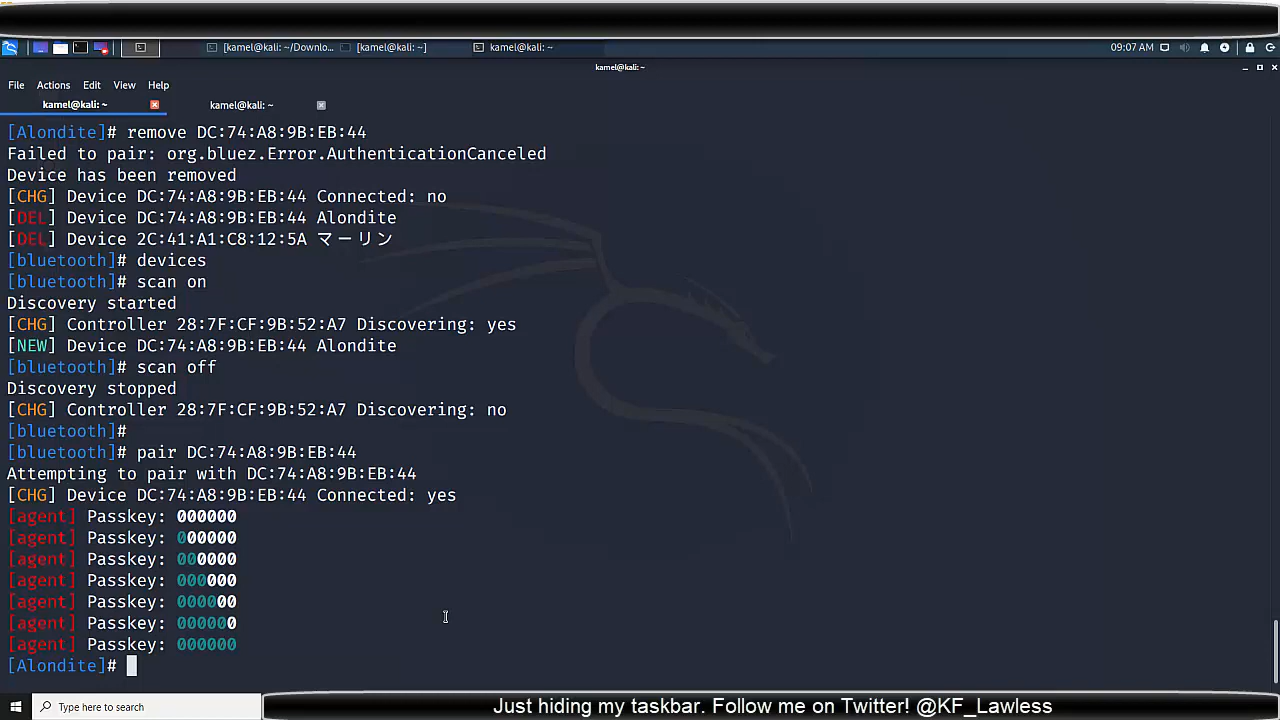 [kamel@kali: ~/Downlo...
[kamel@kali: ~]
kamel@kali: ~
09:07 AM
kamel@kali: ~
File Actions Edit View Help
kamel@kali: ~
kamel@kali: ~
[Alondite]# remove DC:74:A8:9B:EB:44
Failed to pair: org.bluez.Error.AuthenticationCanceled
Device has been removed
[CHG] Device DC:74:A8:9B:EB:44 Connected: no
[DEL] Device DC:74:A8:9B:EB:44 Alondite
[DEL] Device 2C:41:A1:C8:12:5A マーリン
[bluetooth]# devices
[bluetooth]# scan on
Discovery started
[CHG] Controller 28:7F:CF:9B:52:A7 Discovering: yes
[NEW] Device DC:74:A8:9B:EB:44 Alondite
[bluetooth]# scan off
Discovery stopped
[CHG] Controller 28:7F:CF:9B:52:A7 Discovering: no
[bluetooth]#
[bluetooth]# pair DC:74:A8:9B:EB:44
Attempting to pair with DC:74:A8:9B:EB:44
[CHG] Device DC:74:A8:9B:EB:44 Connected: yes
[agent] Passkey: 000000
[agent] Passkey: 000000
[agent] Passkey: 000000
[agent] Passkey: 000000
[agent] Passkey: 000000
[agent] Passkey: 000000
[agent] Passkey: 000000
[Alondite]#
Type here to search
Just hiding my taskbar. Follow me on Twitter! @KF_Lawless